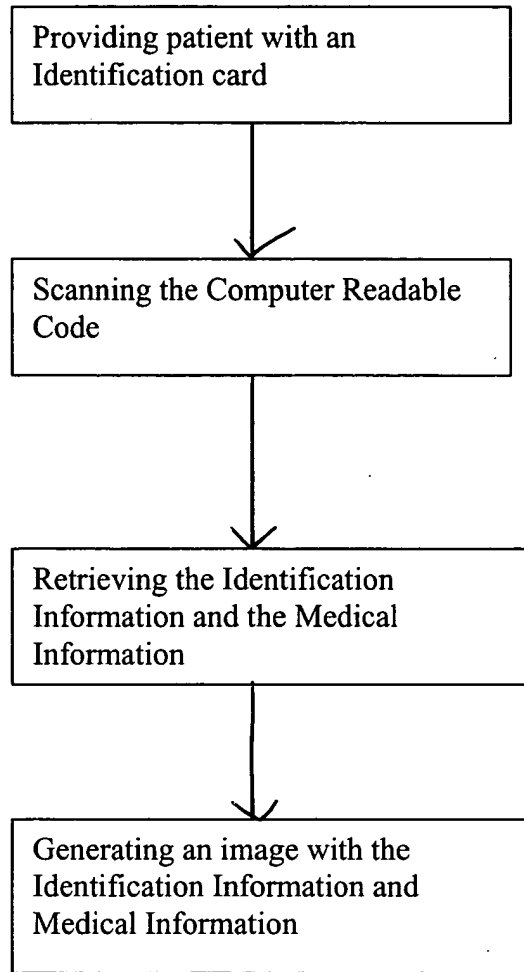 Providing patient with an
Identification card
Scanning the Computer Readable
Code
Retrieving the Identification
Information and the Medical
Information
Generating an image with the
Identification Information and
Medical Information